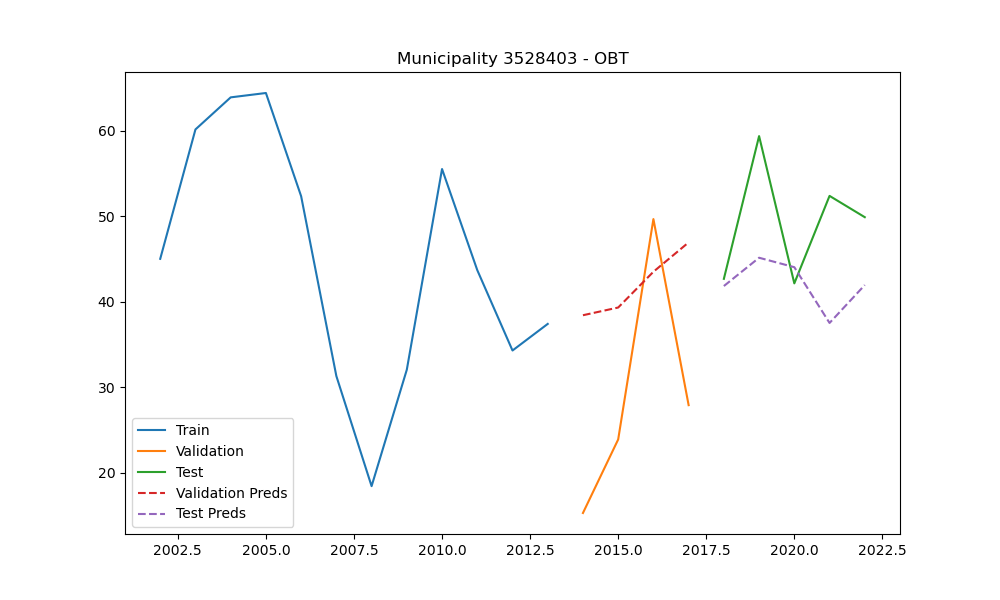 Municipality 3528403 - OBT
60
50
40
30
20
Train
Validation
Test
Validation Preds
Test Preds
2002.5 2005.0 2007.5 2010.0 2012.5 2015.0 2017.5 2020.0 2022.5